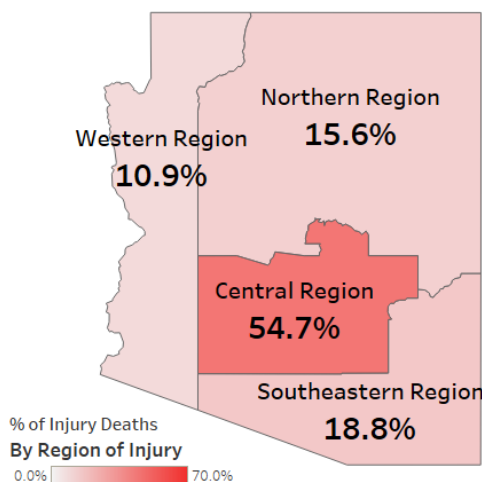 Northern Region
15.6%
Western Region
10.9%
Central Region
54.7%
Southeastern Region
18.8%
% of Injury Deaths
By Region of Injury
0.0% 70.0%